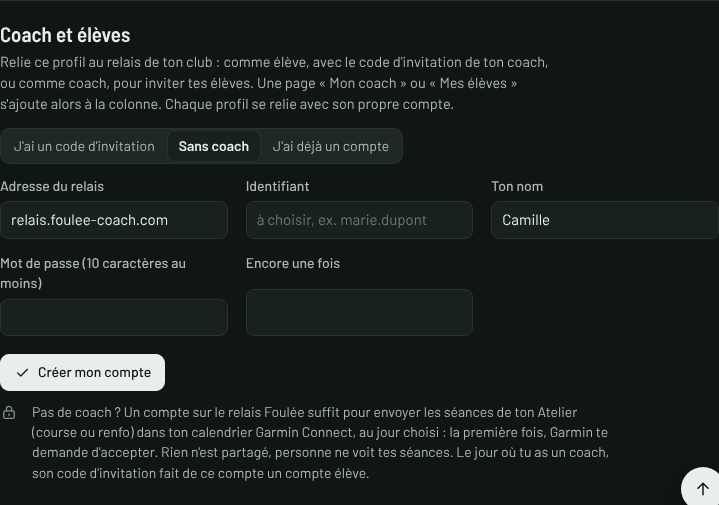 Coach et élèves
Relie ce profil au relais de ton club : comme élève, avec le code d'invitation de ton coach,
ou comme coach, pour inviter tes élèves. Une page « Mon coach » ou « Mes élèves »
s'ajoute alors à la colonne. Chaque profil se relie avec son propre compte.
J'ai un code d'invitation Sans coach J'ai déjà un compte
Adresse du relais Identifiant Ton nom
relais.foulee-coach.com à choisir, ex. marie.dupont Camille
Mot de passe (10 caractères au
moins)
Encore une fois
Créer mon compte
Pas de coach ? Un compte sur le relais Foulée suffit pour envoyer les séances de ton Atelier
(course ou renfo) dans ton calendrier Garmin Connect, au jour choisi : la première fois, Garmin te
demande d'accepter. Rien n'est partagé, personne ne voit tes séances. Le jour où tu as un coach,
son code d'invitation fait de ce compte un compte élève.